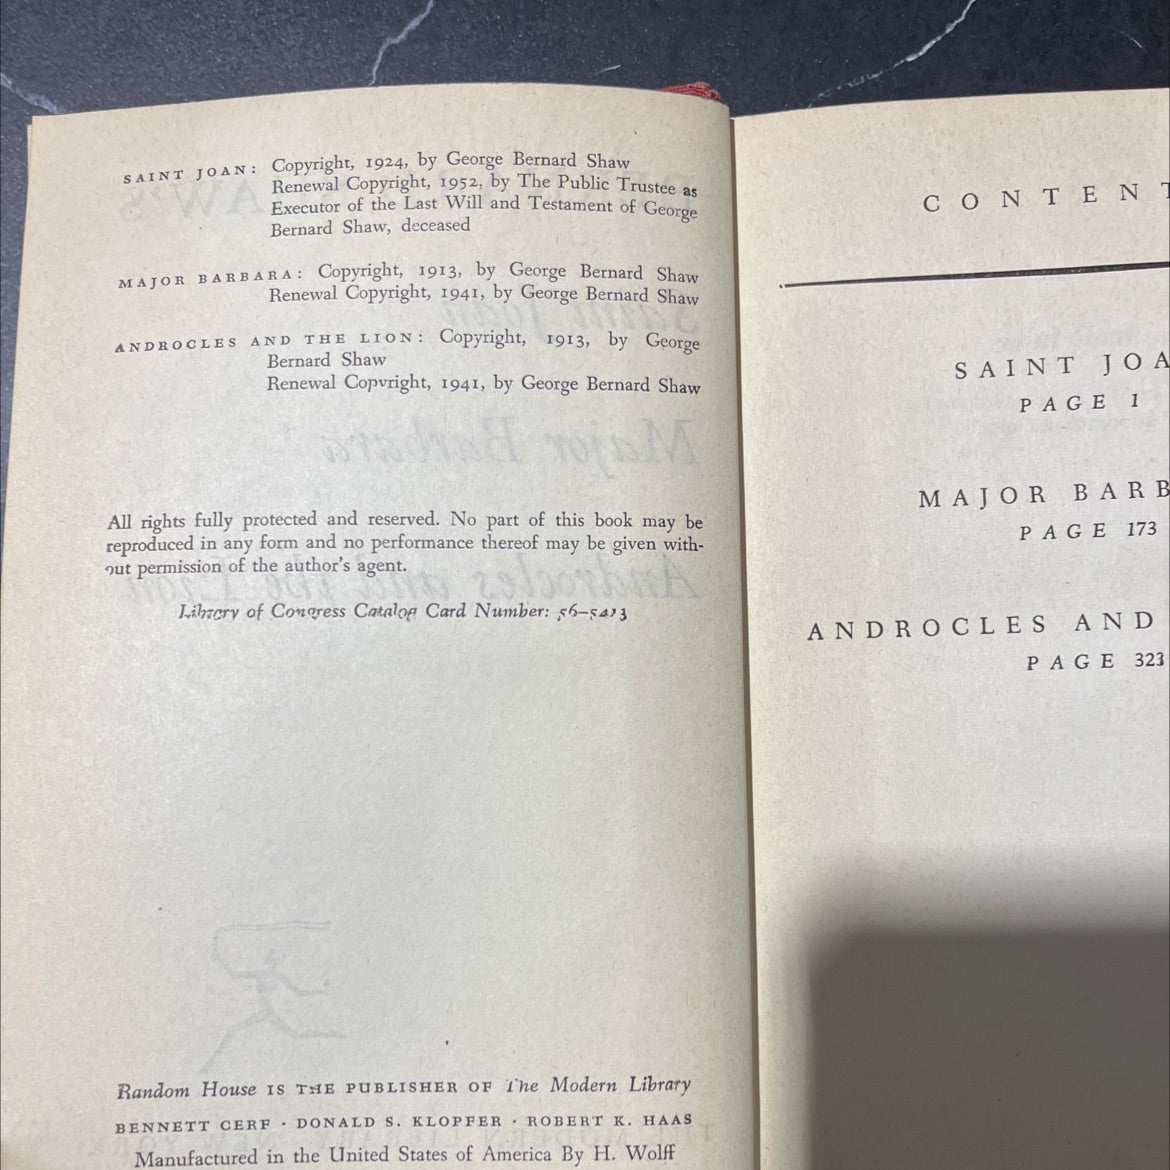 SAINT JOAN: Copyright, 1924, by George Bernard Shaw
Renewal Copyright, 1952, by The Public Trustee as
Executor of the Last Will and Testament of George
Bernard Shaw, deceased
MAJOR BARBARA: Copyright, 1913, by George Bernard Shaw
Renewal Copyright, 1941, by George Bernard Shaw
ANDROCLES AND THE LION: Copyright, 1913, by George
Bernard Shaw
Renewal Copyright, 1941, by George Bernard Shaw
All rights fully protected and reserved. No part of this book may be
reproduced in any form and no performance thereof may be given with-
out permission of the author's agent.
Library of Congress Catalog Card Number: 56-5413
Random House IS THE PUBLISHER OF The Modern Library
BENNETT CERF · DONALD S. KLOPFER · ROBERT K. HAAS
Manufactured in the United States of America By H. Wolff
CONTENT
SAINT JOA
PAGE 1
MAJOR BARB
PAGE 173
ANDROCLES AND
PAGE 323